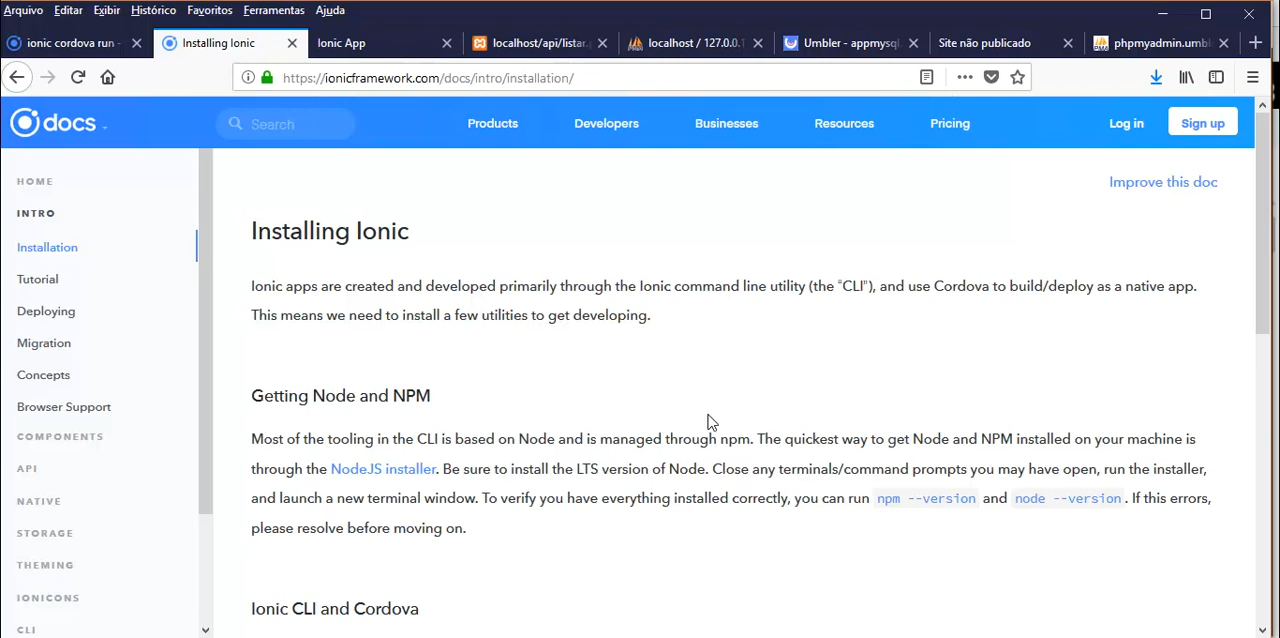 Arquivo Editar Exibir Histórico Favoritos Ferramentas Ajuda
ionic cordova run - Installing Ionic Ionic App localhost/api/listar. localhost / 127.0.0.1 Umbler - appmysql. Site não publicado phpmyadmin.umbl
https://ionicframework.com/docs/intro/installation/
docs Search Products Developers Businesses Resources Pricing Log in Sign up
HOME
INTRO
Installation
Tutorial
Deploying
Migration
Concepts
Browser Support
COMPONENTS
API
NATIVE
STORAGE
THEMING
IONICONS
CLI
Improve this doc
Installing Ionic
Ionic apps are created and developed primarily through the Ionic command line utility (the “CLI”), and use Cordova to build/deploy as a native app.
This means we need to install a few utilities to get developing.
Getting Node and NPM
Most of the tooling in the CLI is based on Node and is managed through npm. The quickest way to get Node and NPM installed on your machine is
through the NodeJS installer. Be sure to install the LTS version of Node. Close any terminals/command prompts you may have open, run the installer,
and launch a new terminal window. To verify you have everything installed correctly, you can run npm --version and node --version. If this errors,
please resolve before moving on.
Ionic CLI and Cordova